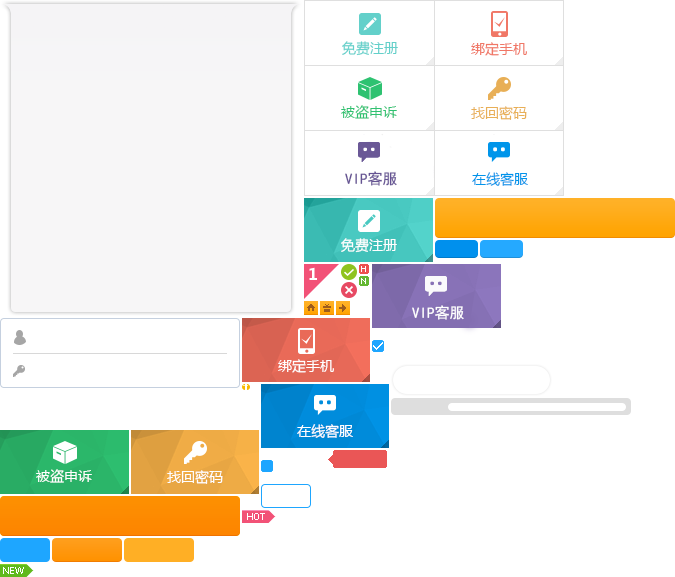 免费注册
绑定手机
被盗申诉
找回密码
VIP客服
在线客服
免费注册
1
H
N
VIP客服
绑定手机
在线客服
被盗申诉
找回密码
HOT
NEW